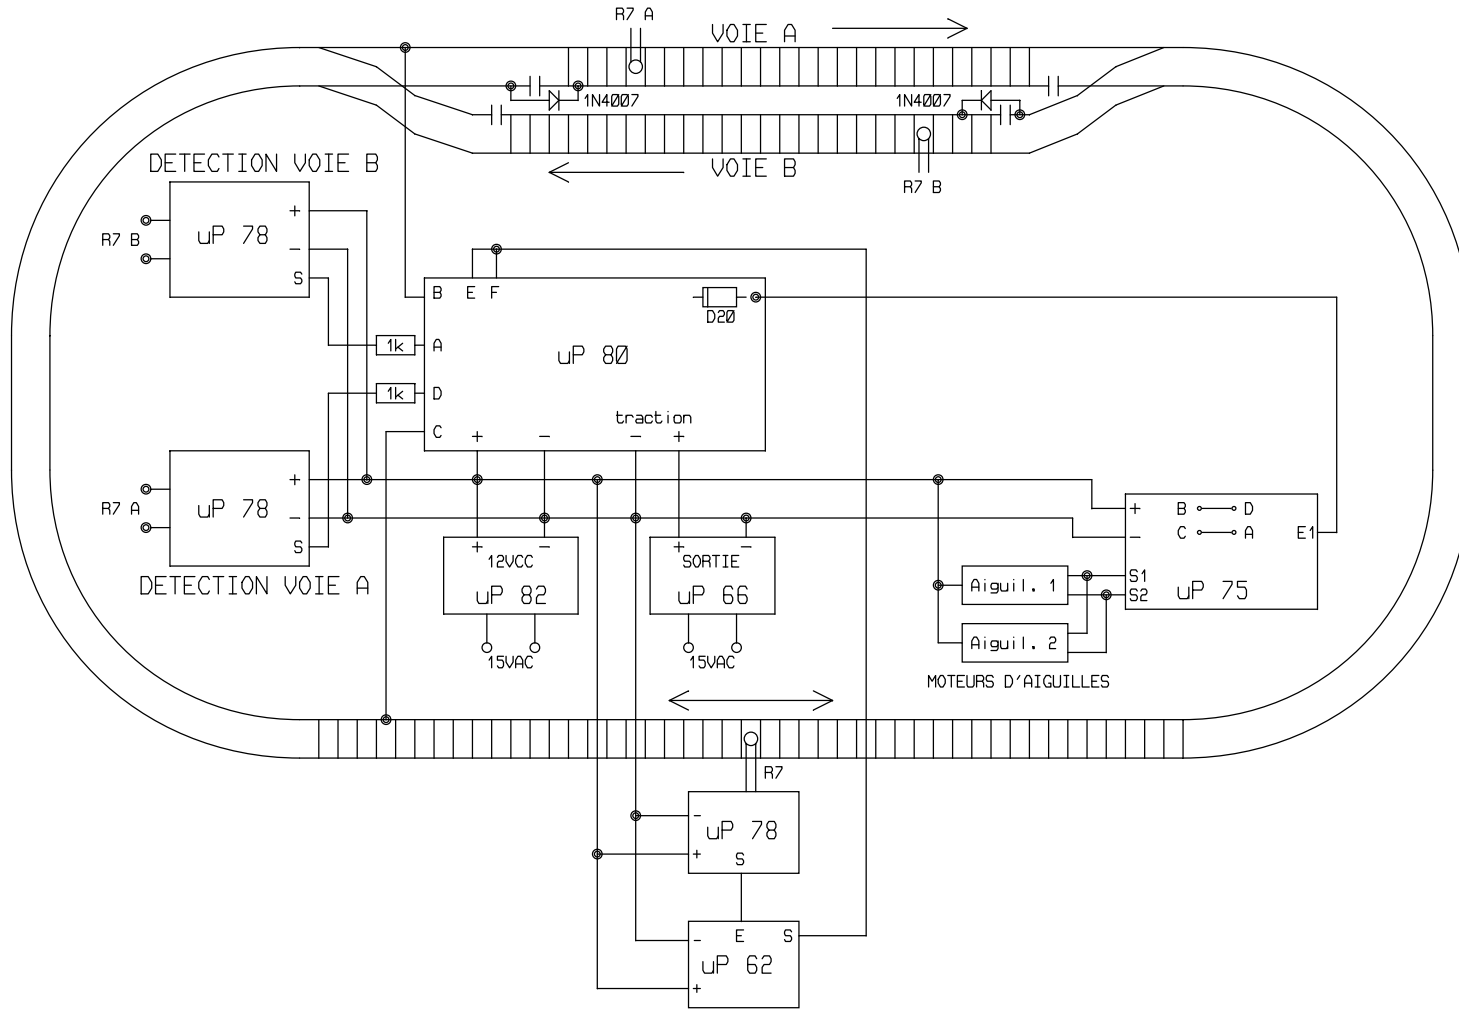 R7 A
VOIE A
1N4007
1N4007
VOIE B
R7 B
DETECTION VOIE B
R7 B
uP 78
+
-
S
B E F
D20
1k
A
uP 80
1k
D
traction
C
+ - - +
R7 A
uP 78
+
-
S
DETECTION VOIE A
+ -
12VCC
uP 82
15VAC
+ -
SORTIE
uP 66
15VAC
+
-
B D
C A
E1
S1
S2
uP 75
Aiguil. 1
Aiguil. 2
MOTEURS D'AIGUILLES
R7
-
uP 78
+
S
-
E S
uP 62
+